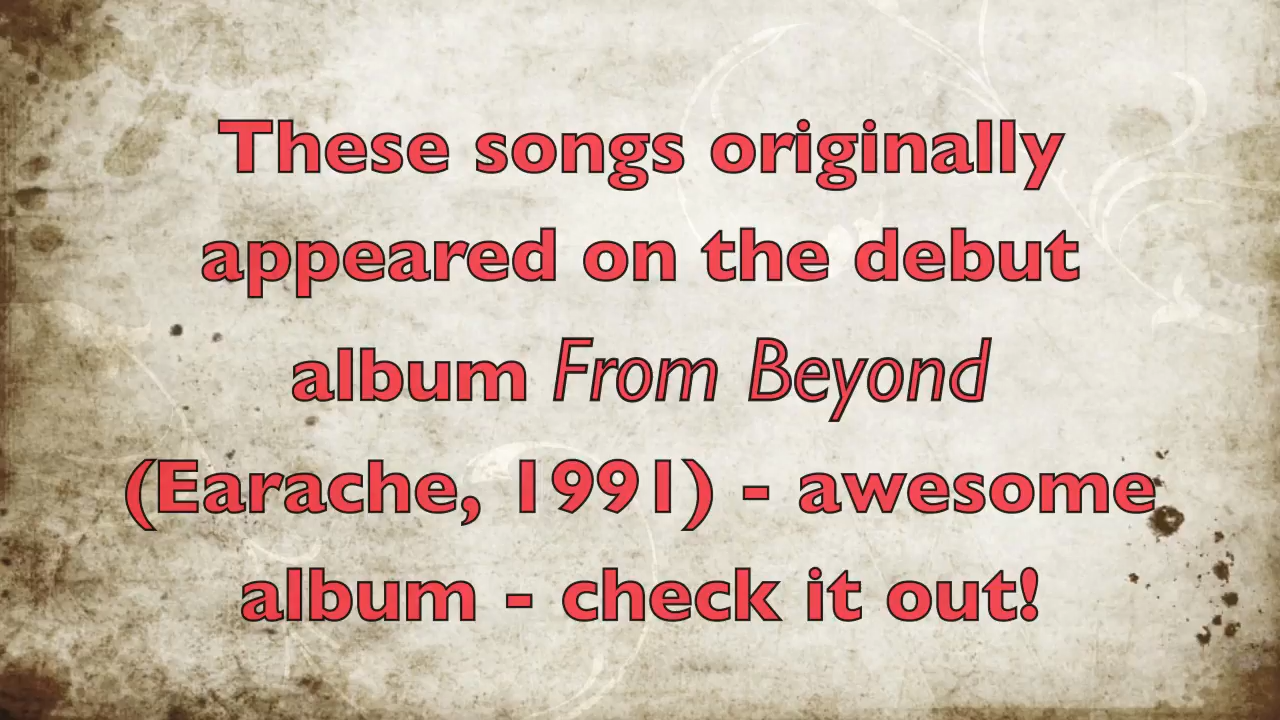 These songs originally
appeared on the debut
album From Beyond
(Earache, 1991) - awesome
album - check it out!